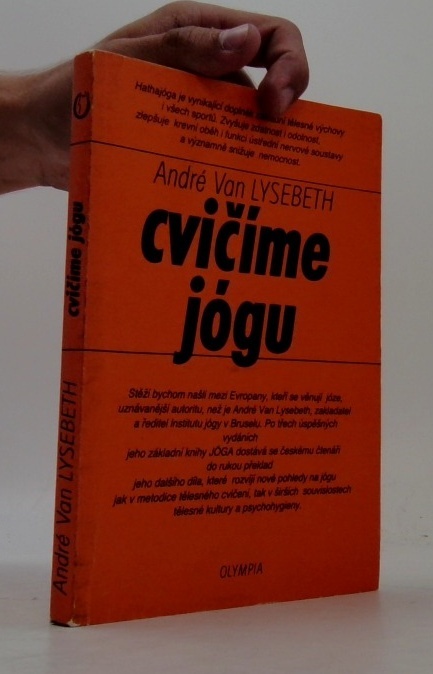 Hathajóga je vynikající doplněk tělesné výchovy
i všech sportů. Zvyšuje zdatnost i odolnost,
zlepšuje krevní oběh i funkci ústřední nervové soustavy
a významně snižuje nemocnost.
André Van LYSEBETH
cvičíme
jógu
Stěží bychom našli mezi Evropany, kteří se věnují józe,
uznávanější autoritu, než je André Van Lysebeth, zakladatel
a ředitel Institutu jógy v Bruselu. Po třech úspěšných
vydáních
jeho základní knihy JÓGA dostává se českému čtenáři
do rukou překlad
jeho dalšího díla, které rozvíjí nové pohledy na jógu
jak v metodice tělesného cvičení, tak v širších souvislostech
tělesné kultury a psychohygieny.
OLYMPIA
cvičíme jógu
André Van LYSEBETH